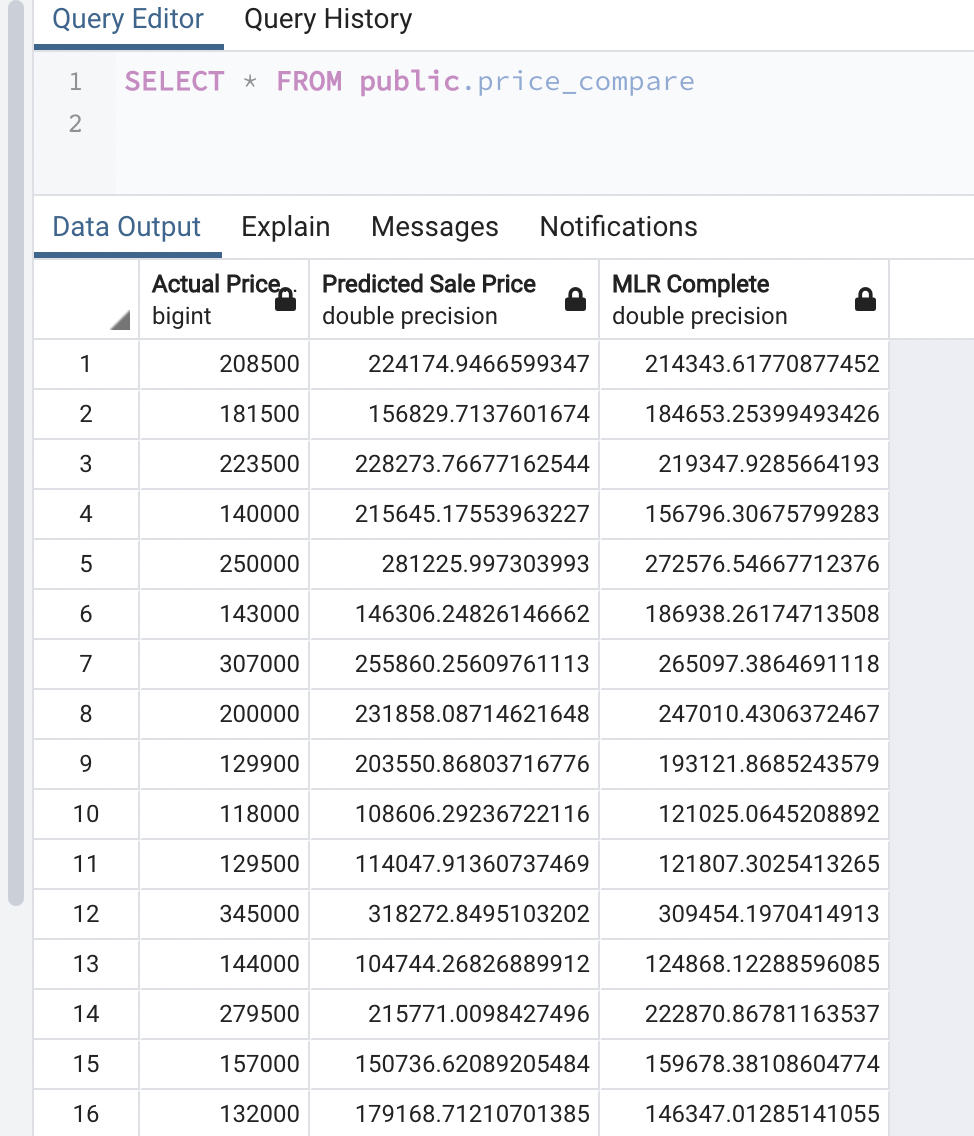 Query Editor Query History
1 SELECT * FROM public.price_compare
2
Data Output Explain Messages Notifications
Actual Price.. Predicted Sale Price MLR Complete
bigint double precision double precision
1 208500 224174.9466599347 214343.61770877452
2 181500 156829.7137601674 184653.25399493426
3 223500 228273.76677162544 219347.9285664193
4 140000 215645.17553963227 156796.30675799283
5 250000 281225.997303993 272576.54667712376
6 143000 146306.24826146662 186938.26174713508
7 307000 255860.25609761113 265097.3864691118
8 200000 231858.08714621648 247010.4306372467
9 129900 203550.86803716776 193121.8685243579
10 118000 108606.29236722116 121025.0645208892
11 129500 114047.91360737469 121807.3025413265
12 345000 318272.8495103202 309454.1970414913
13 144000 104744.26826889912 124868.12288596085
14 279500 215771.0098427496 222870.86781163537
15 157000 150736.62089205484 159678.38108604774
16 132000 179168.71210701385 146347.01285141055